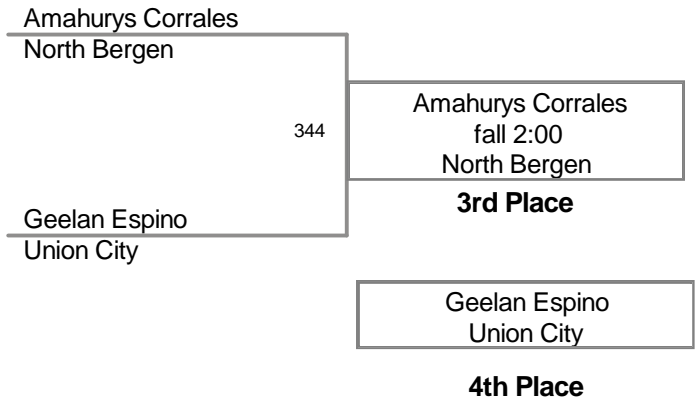 Amahurys Corrales
North Bergen
344
Amahurys Corrales
fall 2:00
North Bergen
3rd Place
Geelan Espino
Union City
Geelan Espino
Union City
4th Place